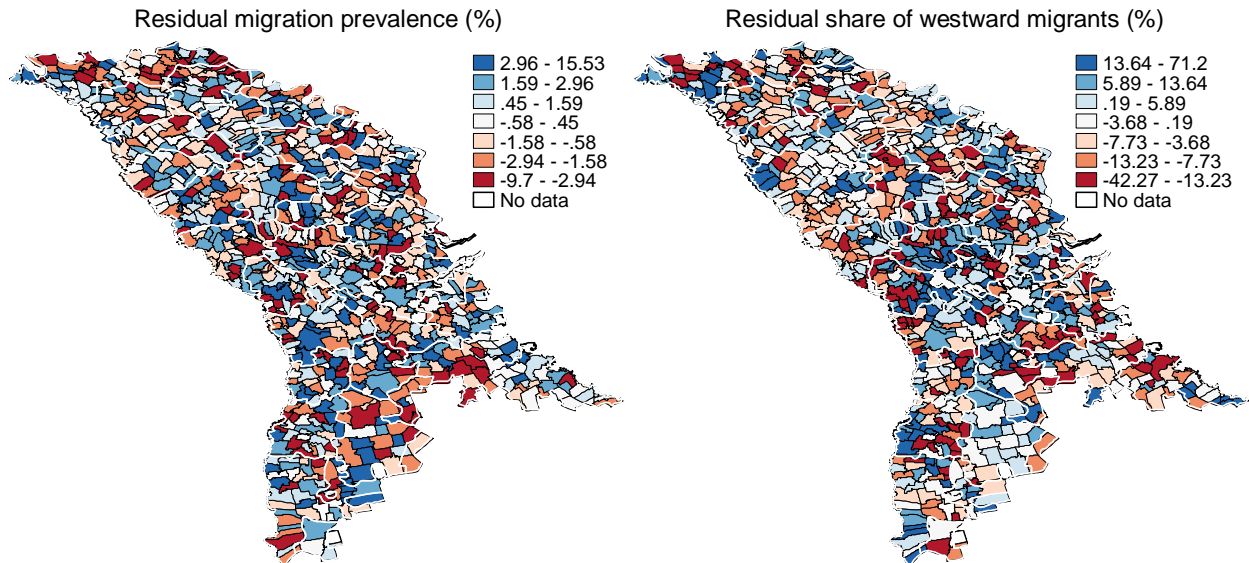 Residual migration prevalence (%)
2.96 - 15.53
1.59 - 2.96
.45 - 1.59
-.58 - .45
-1.58 - -.58
-2.94 - -1.58
-9.7 - -2.94
No data
Residual share of westward migrants (%)
13.64 - 71.2
5.89 - 13.64
.19 - 5.89
-3.68 - .19
-7.73 - -3.68
-13.23 - -7.73
-42.27 - -13.23
No data